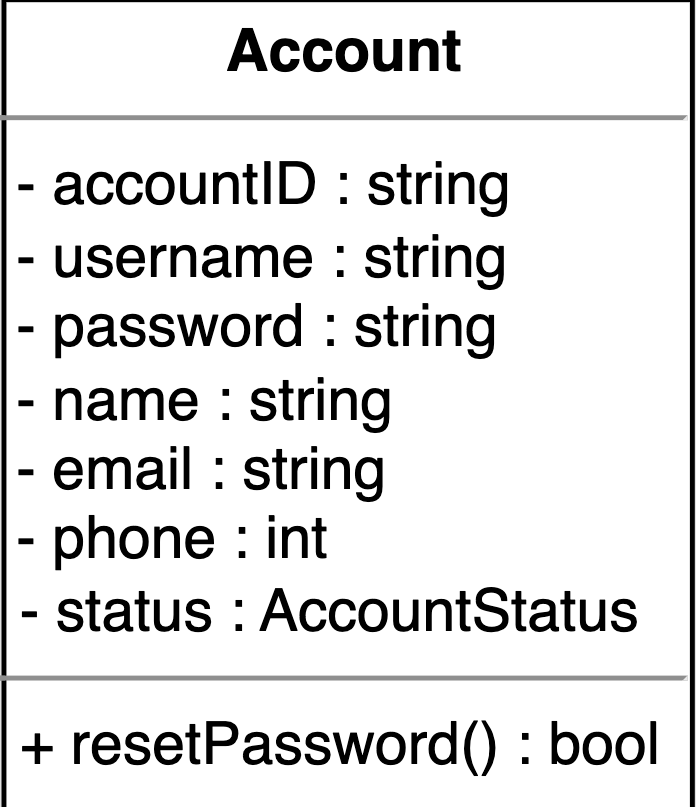 Account
- accountID : string
- username : string
- password : string
- name : string
- email : string
- phone : int
- status : AccountStatus
+ resetPassword() : bool